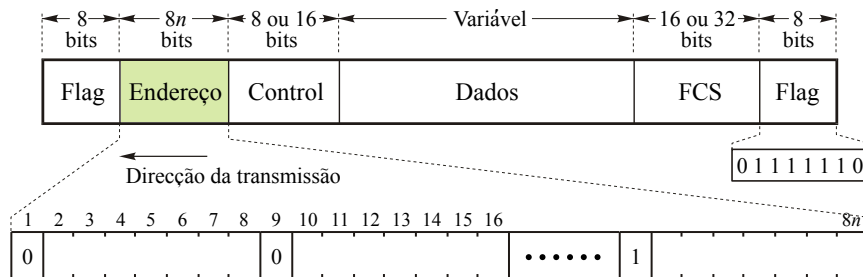 8 8n 8 ou 16 Variável 16 ou 32 8
bits bits bits bits bits
Flag Endereço Control Dados FCS Flag
0 1 1 1 1 1 1 0
Direcção da transmissão
1 2 3 4 5 6 7 8 9 10 11 12 13 14 15 16 8n
0 0 •••••• 1